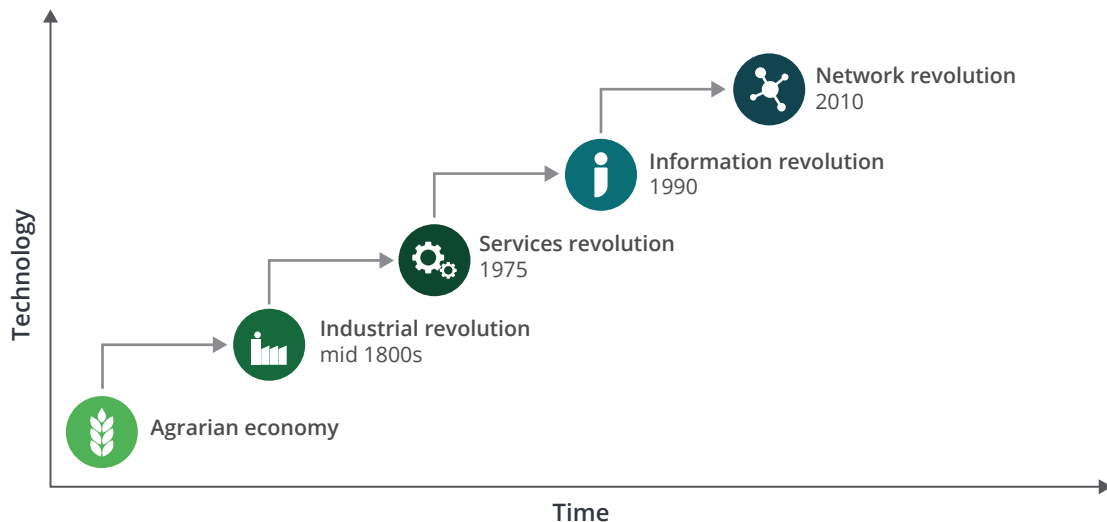 Network revolution
2010
Information revolution
1990
Services revolution
1975
Industrial revolution
mid 1800s
Agrarian economy
Technology
Time